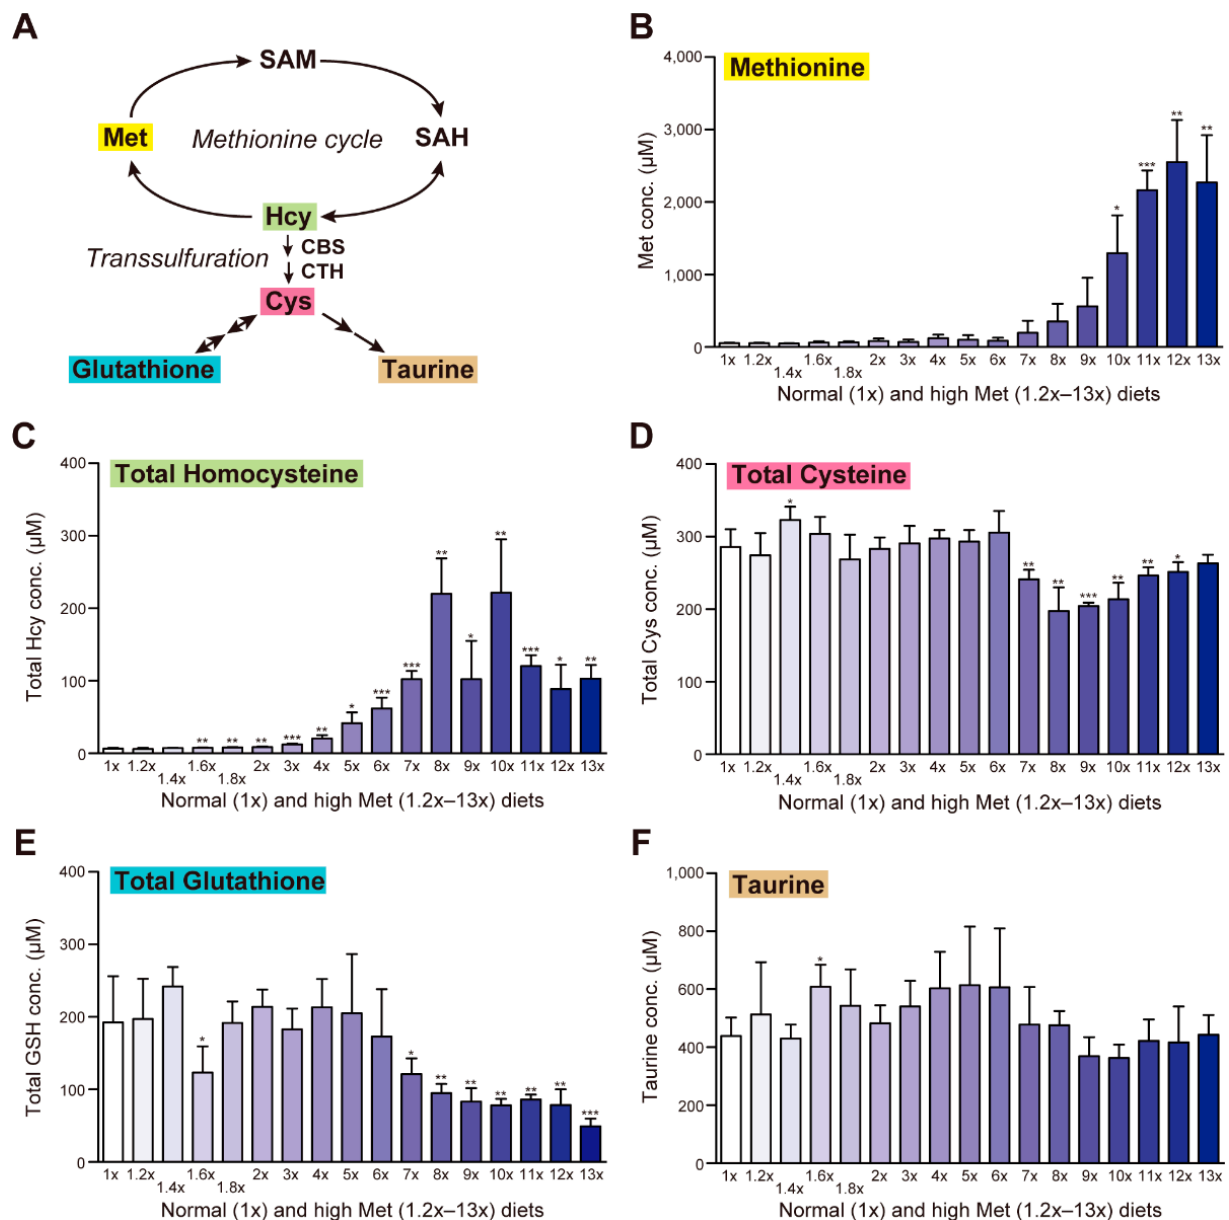 A
SAM
Met
Methionine cycle
SAH
Hcy
Transsulfuration
CBS
CTH
Cys
Glutathione
Taurine
B
Methionine
Met conc. (µM)
4,000
3,000
2,000
1,000
0
* *** ** **
1x 1.2x 1.4x 1.6x 1.8x 2x 3x 4x 5x 6x 7x 8x 9x 10x 11x 12x 13x
Normal (1x) and high Met (1.2x–13x) diets
C
Total Homocysteine
Total Hcy conc. (µM)
400
300
200
100
0
** ** ** *** ** * *** *** ** * ** *** * **
1x 1.2x 1.4x 1.6x 1.8x 2x 3x 4x 5x 6x 7x 8x 9x 10x 11x 12x 13x
Normal (1x) and high Met (1.2x–13x) diets
D
Total Cysteine
Total Cys conc. (µM)
400
300
200
100
0
* ** ** *** ** ** *
1x 1.2x 1.4x 1.6x 1.8x 2x 3x 4x 5x 6x 7x 8x 9x 10x 11x 12x 13x
Normal (1x) and high Met (1.2x–13x) diets
E
Total Glutathione
Total GSH conc. (µM)
400
300
200
100
0
* * ** ** ** ** ** ***
1x 1.2x 1.4x 1.6x 1.8x 2x 3x 4x 5x 6x 7x 8x 9x 10x 11x 12x 13x
Normal (1x) and high Met (1.2x–13x) diets
F
Taurine
Taurine conc. (µM)
1,000
800
600
400
200
0
*
1x 1.2x 1.4x 1.6x 1.8x 2x 3x 4x 5x 6x 7x 8x 9x 10x 11x 12x 13x
Normal (1x) and high Met (1.2x–13x) diets